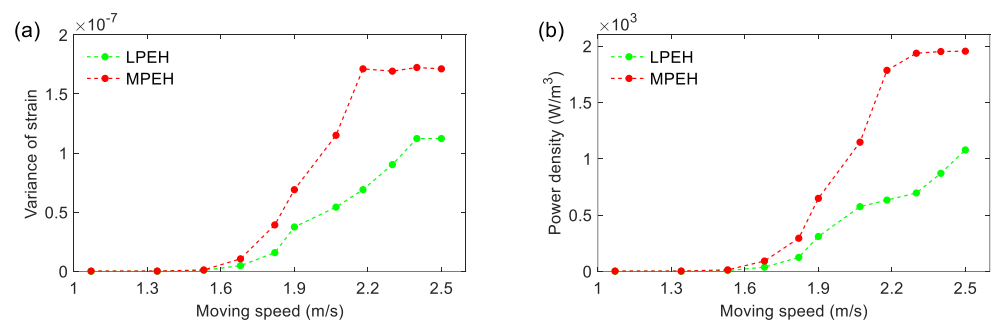 (a)
×10⁻⁷
2
1.5
1
0.5
0
Variance of strain
LPEH
MPEH
1 1.3 1.6 1.9 2.2 2.5
Moving speed (m/s)
(b)
×10³
2
1.5
1
0.5
0
Power density (W/m³)
LPEH
MPEH
1 1.3 1.6 1.9 2.2 2.5
Moving speed (m/s)